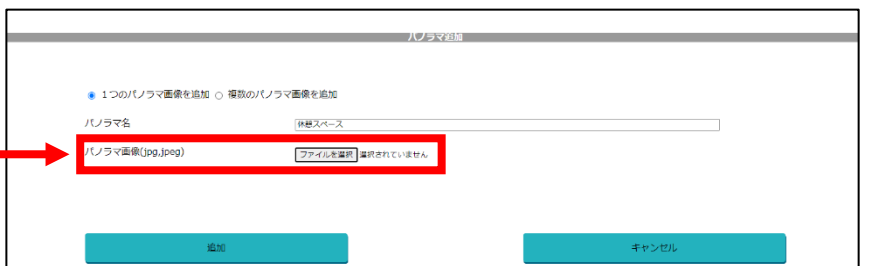 パノラマ追加
1つのパノラマ画像を追加 複数のパノラマ画像を追加
パノラマ名 休憩スペース
パノラマ画像(jpg,jpeg) ファイルを選択 選択されていません
追加 キャンセル